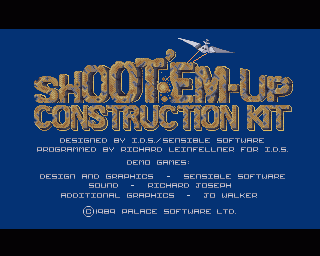 SHOOT'EM-UP
CONSTRUCTION KIT
DESIGNED BY I.D.S./SENSIBLE SOFTWARE
PROGRAMMED BY RICHARD LEINFELLNER FOR I.D.S.
DEMO GAMES:
DESIGN AND GRAPHICS - SENSIBLE SOFTWARE
SOUND - RICHARD JOSEPH
ADDITIONAL GRAPHICS - JO WALKER
©1989 PALACE SOFTWARE LTD.